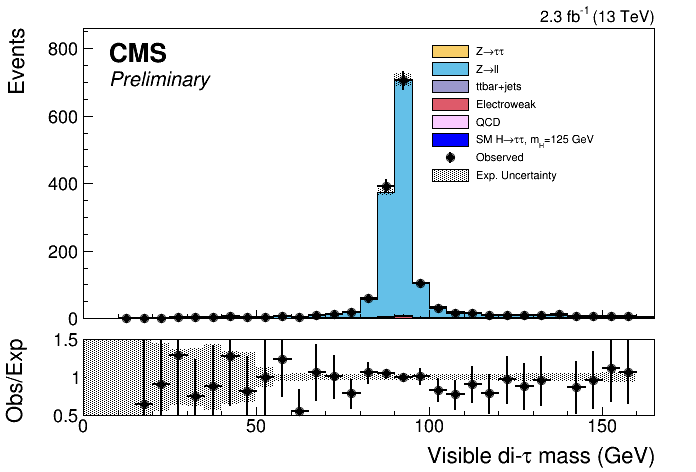 2.3 fb⁻¹ (13 TeV)
CMS
Preliminary
Events
800
600
400
200
0
Z→ττ
Z→ll
ttbar+jets
Electroweak
QCD
SM H→ττ, m_H=125 GeV
Observed
Exp. Uncertainty
Obs/Exp
1.5
1
0.5
0 50 100 150
Visible di-τ mass (GeV)